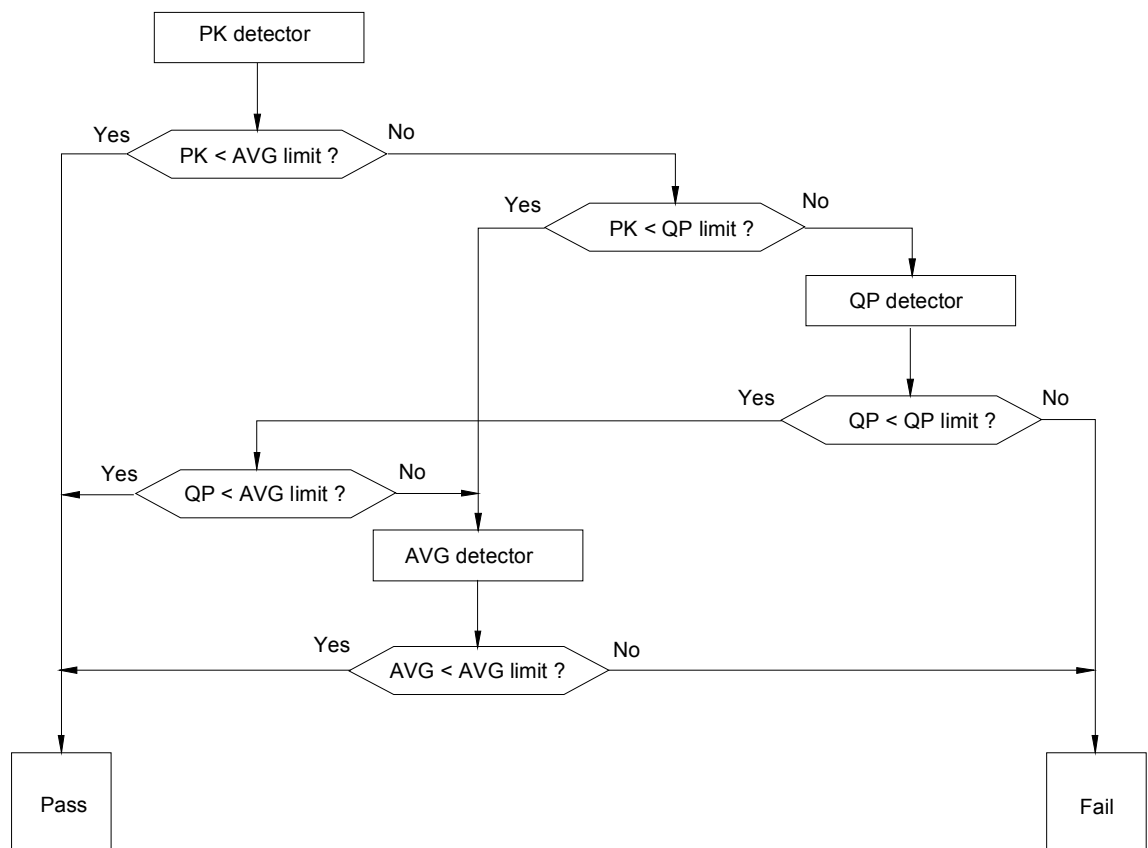 PK detector
Yes
No
PK < AVG limit ?
Yes
No
PK < QP limit ?
QP detector
Yes
No
QP < QP limit ?
Yes
No
QP < AVG limit ?
AVG detector
Yes
No
AVG < AVG limit ?
Pass
Fail